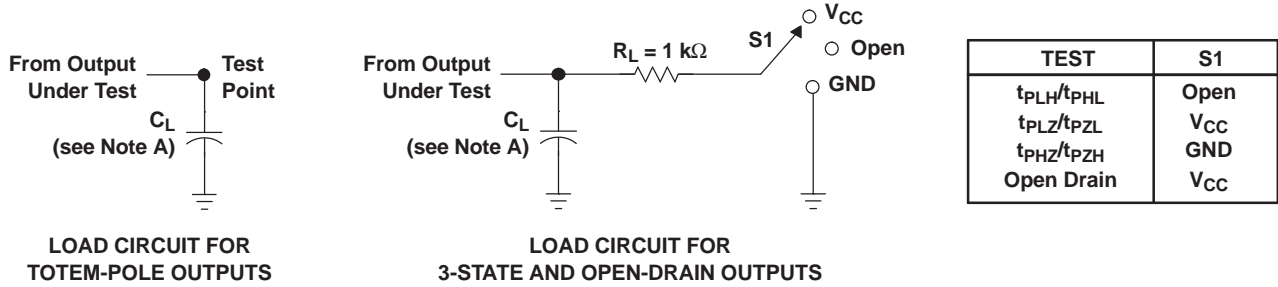 From Output
Under Test
Test
Point
CL
(see Note A)
LOAD CIRCUIT FOR
TOTEM-POLE OUTPUTS
From Output
Under Test
RL = 1 kΩ
S1
VCC
Open
GND
CL
(see Note A)
LOAD CIRCUIT FOR
3-STATE AND OPEN-DRAIN OUTPUTS
TEST S1
tPLH/tPHL Open
tPLZ/tPZL VCC
tPHZ/tPZH GND
Open Drain VCC